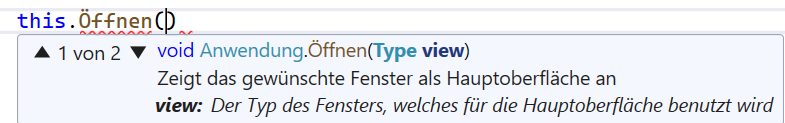 this.Öffnen()
▲ 1 von 2 ▼ void Anwendung.Öffnen(Type view)
Zeigt das gewünschte Fenster als Hauptoberfläche an
view: Der Typ des Fensters, welches für die Hauptoberfläche benutzt wird